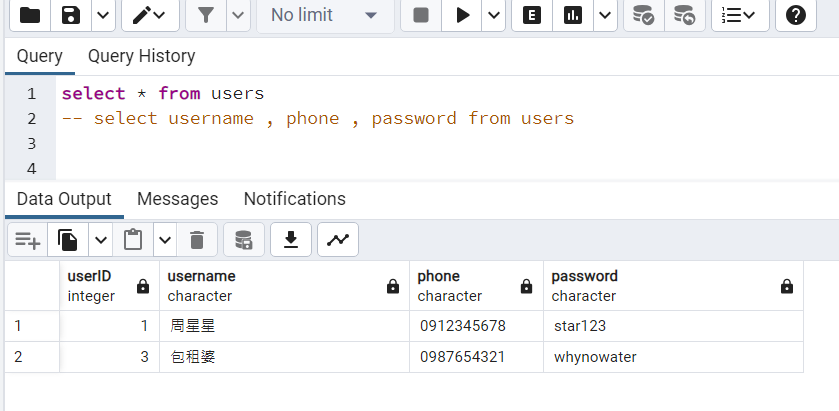 No limit
E
?
Query Query History
1 select * from users
2 -- select username , phone , password from users
3
4
Data Output Messages Notifications
userID username phone password
integer character character character
1 1 周星星 0912345678 star123
2 3 包租婆 0987654321 whynowater